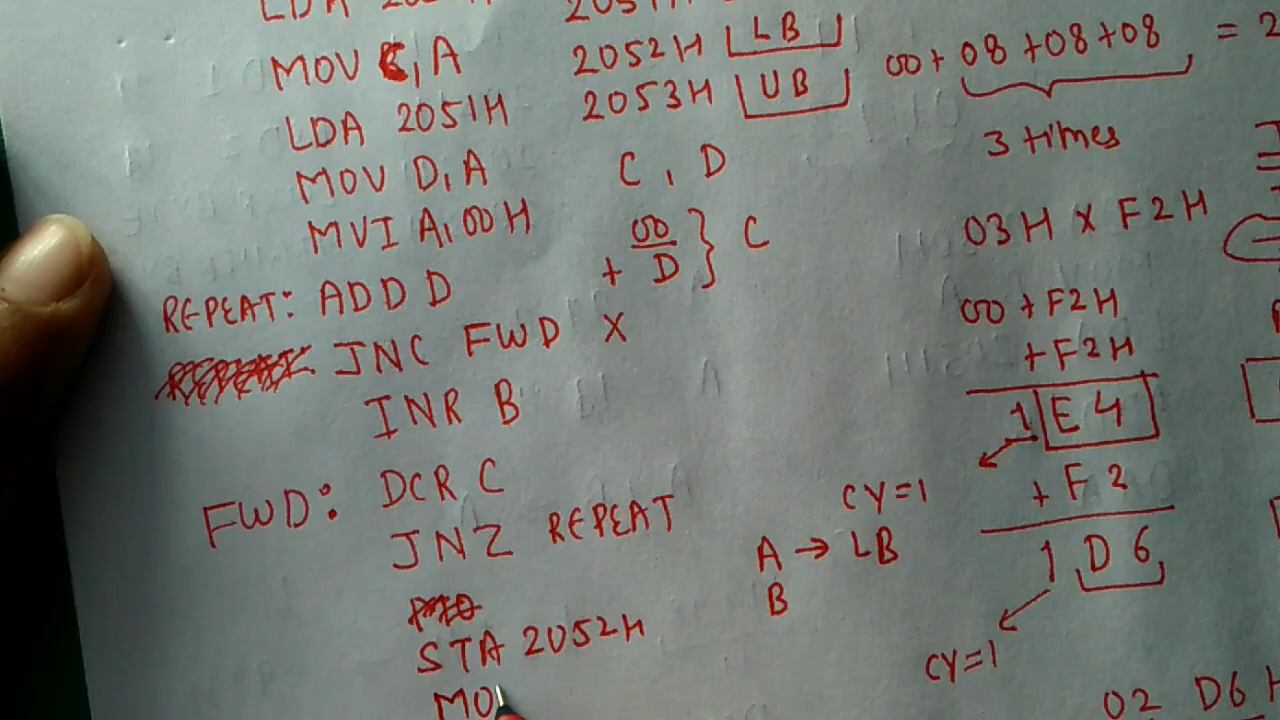 LDA
MOV C, A
LDA 2051H
MOV D, A
MVI A, 00H
REPEAT: ADD D
JNC FWD X
INR B
FWD: DCR C
JNZ REPEAT
STA 2052H
MO
2052H LB
2053H UB
C, D
00
+ D } C
A → LB
B
00 + 08 + 08 + 08 = 2
3 times
03H X F2H
00 + F2H
+ F2H
1 E4
CY=1
+ F2
1 D6
CY=1
02 D6 H